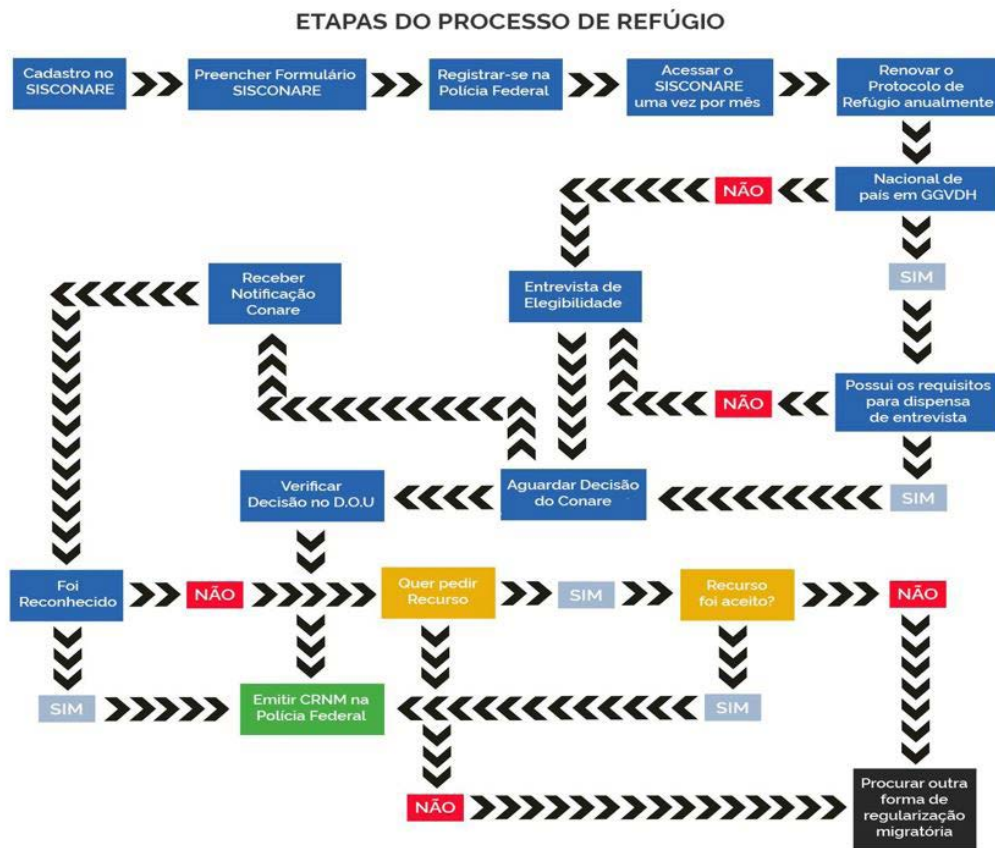 ETAPAS DO PROCESSO DE REFÚGIO
Cadastro no
SISCONARE
Preencher Formulário
SISCONARE
Registrar-se na
Polícia Federal
Acessar o
SISCONARE
uma vez por mês
Renovar o
Protocolo de
Refúgio anualmente
NÃO
Nacional de
país em GGVDH
SIM
Receber
Notificação
Conare
Entrevista de
Elegibilidade
NÃO
Possui os requisitos
para dispensa
de entrevista
Verificar
Decisão no D.O.U
Aguardar Decisão
do Conare
SIM
Foi
Reconhecido
NÃO
Quer pedir
Recurso
SIM
Recurso
foi aceito?
NÃO
SIM
Emitir CRNM na
Polícia Federal
SIM
NÃO
Procurar outra
forma de
regularização
migratória